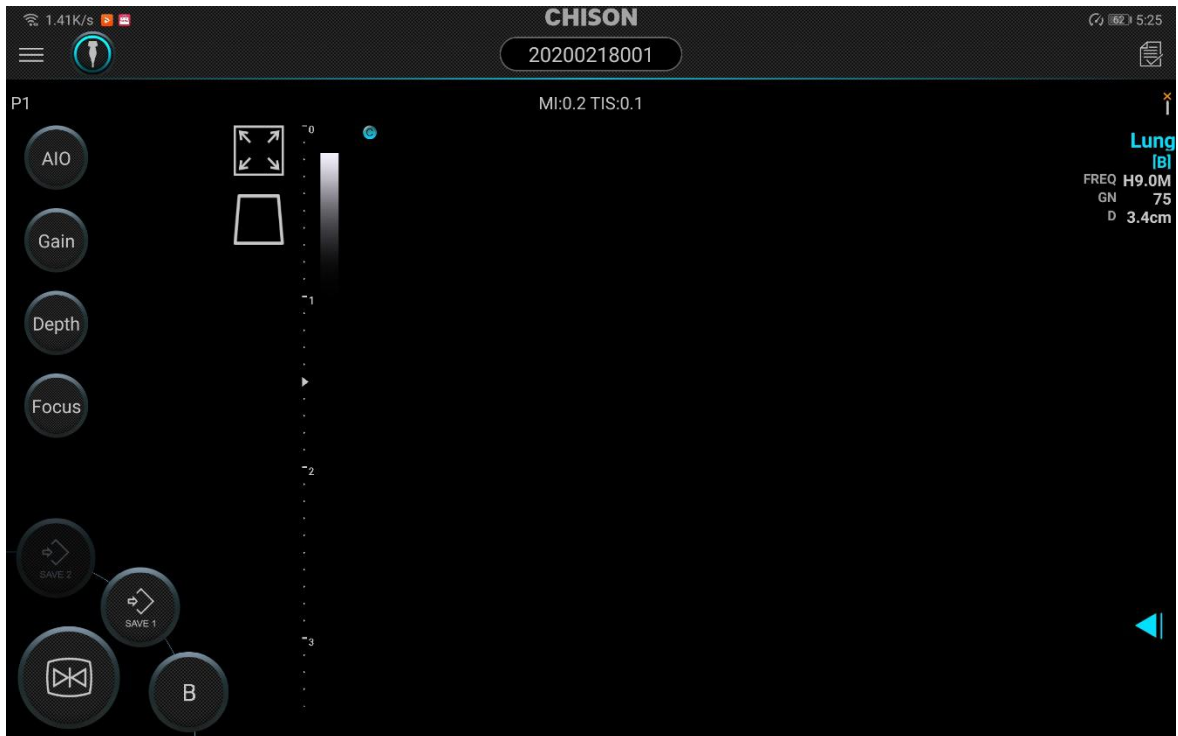 1.41K/s CHISON 62 5:25
20200218001
P1 MI:0.2 TIS:0.1
AIO
Gain
Depth
Focus
SAVE 2
SAVE 1
B
0
1
2
3
C
Lung
[B]
FREQ H9.0M
GN 75
D 3.4cm